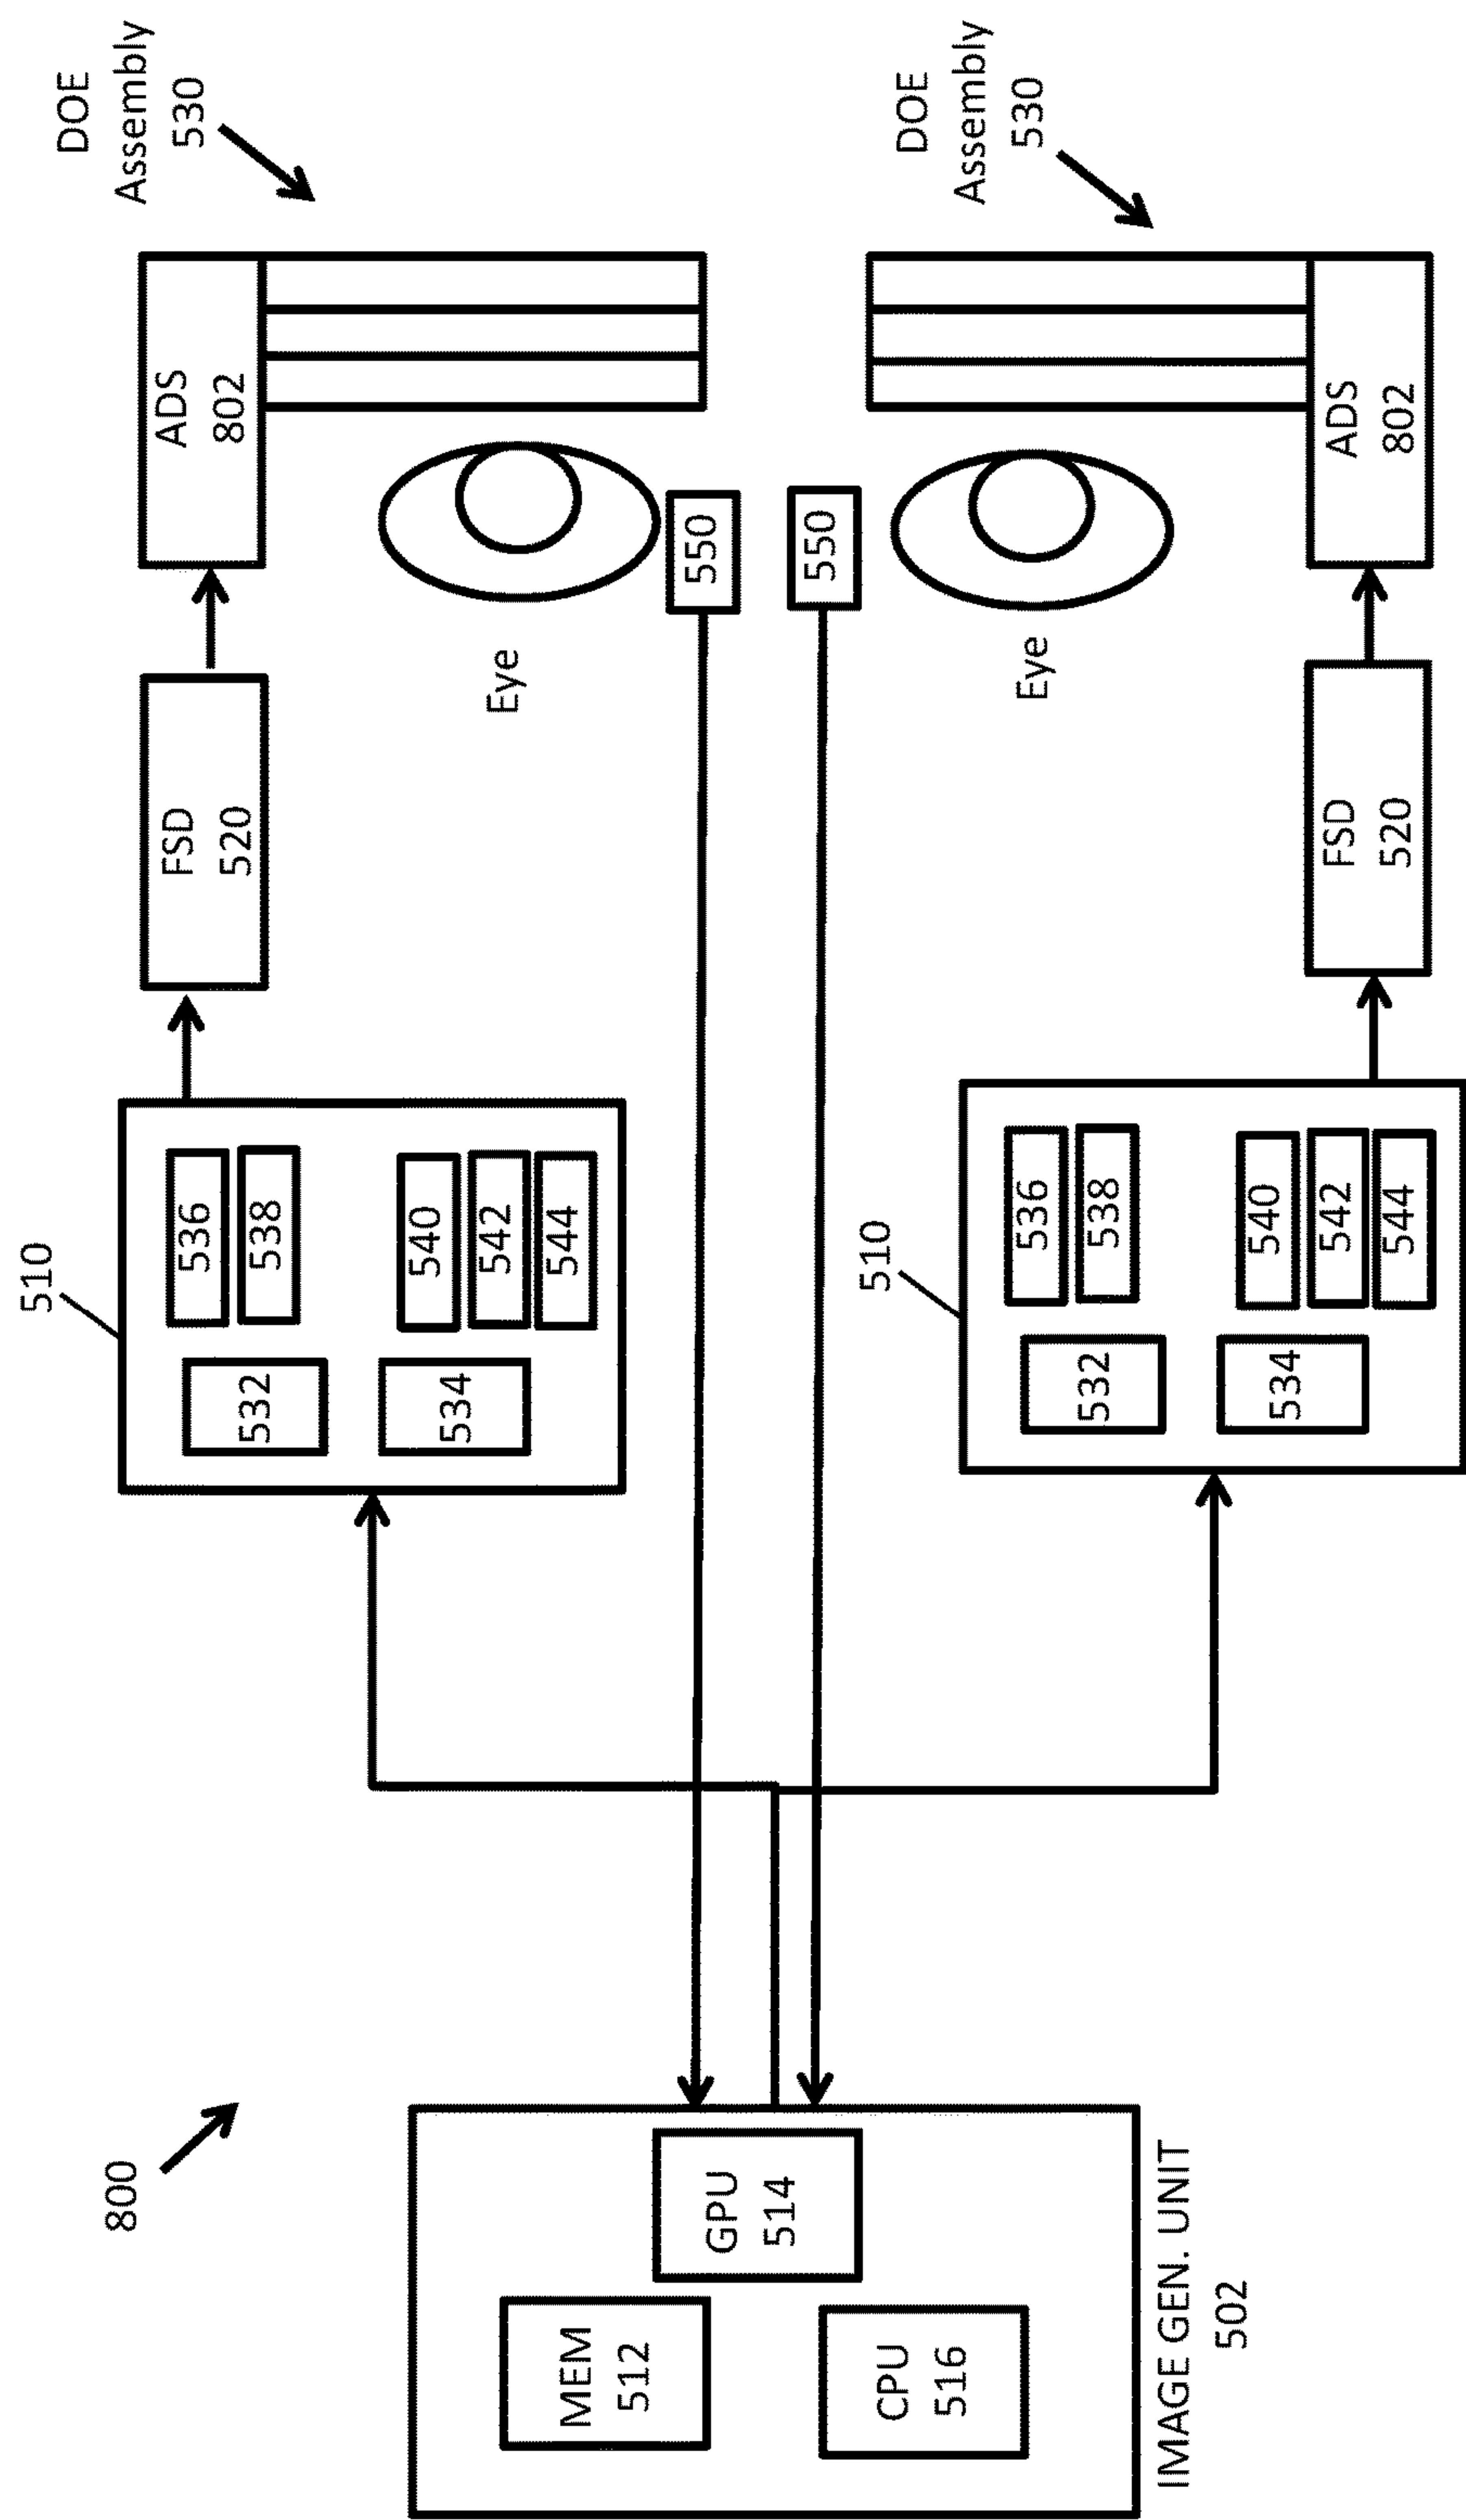 800
MEM
512
GPU
514
CPU
516
IMAGE GEN. UNIT
502
510
532
534
536
538
540
542
544
FSD
520
ADS
802
DOE
Assembly
530
Eye
550
550
Eye
510
532
534
536
538
540
542
544
FSD
520
ADS
802
DOE
Assembly
530